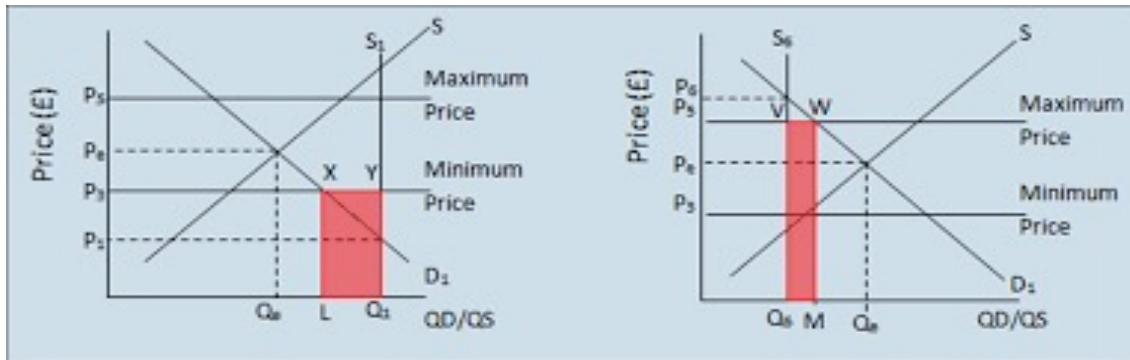 S
S₁
Maximum
Price
Minimum
Price
Price (£)
P₅
Pₑ
P₃
P₁
X
Y
D₁
Qₑ
L
Q₁
QD/QS
S₆
S
Maximum
Price
Minimum
Price
Price (£)
P₆
P₅
Pₑ
P₃
V
W
D₁
Q₆
M
Qₑ
QD/QS